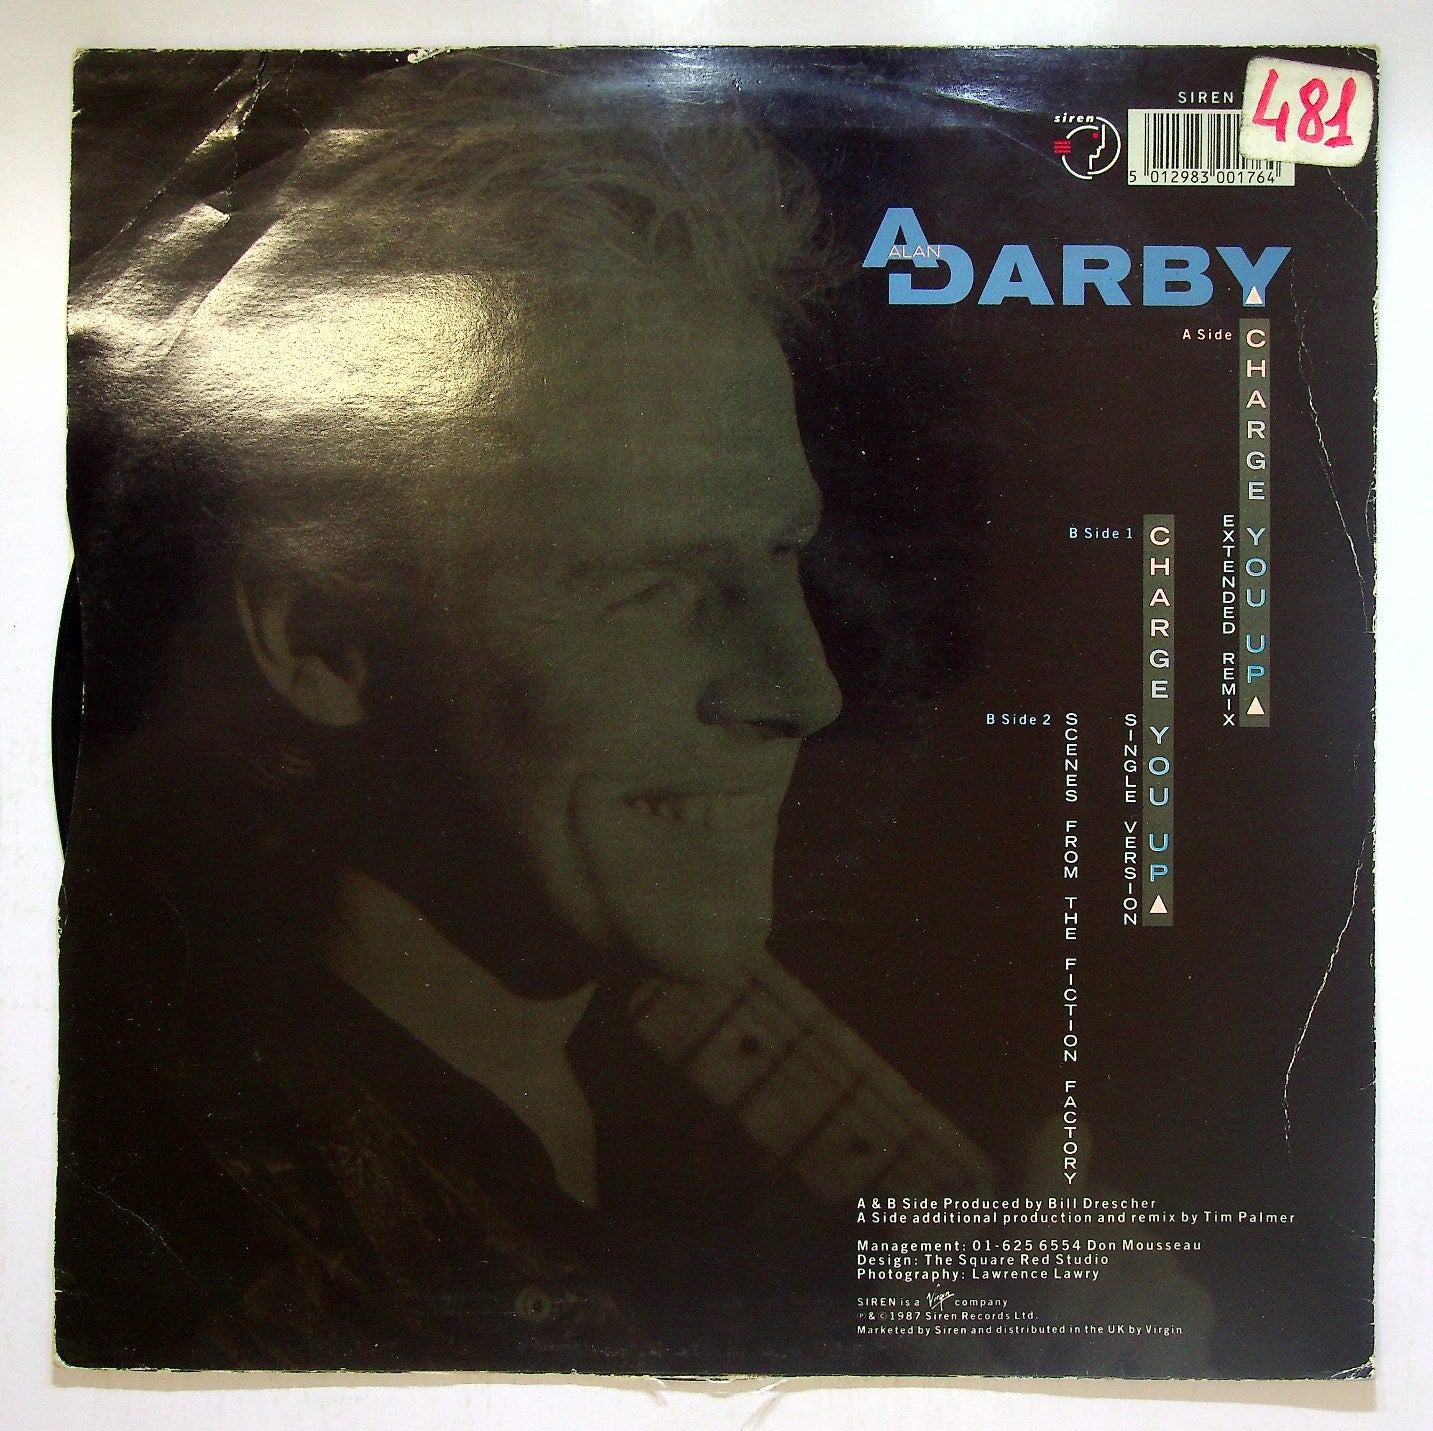 SIREN
481
siren
5 012983 001764
ALAN
DARBY
A Side
CHARGE YOU UP
EXTENDED REMIX
B Side 1
CHARGE YOU UP
SINGLE VERSION
B Side 2
SCENES FROM THE FICTION FACTORY
A & B Side Produced by Bill Drescher
A Side additional production and remix by Tim Palmer
Management: 01-625 6554 Don Mousseau
Design: The Square Red Studio
Photography: Lawrence Lawry
SIREN is a Virgin company
℗ & © 1987 Siren Records Ltd.
Marketed by Siren and distributed in the UK by Virgin